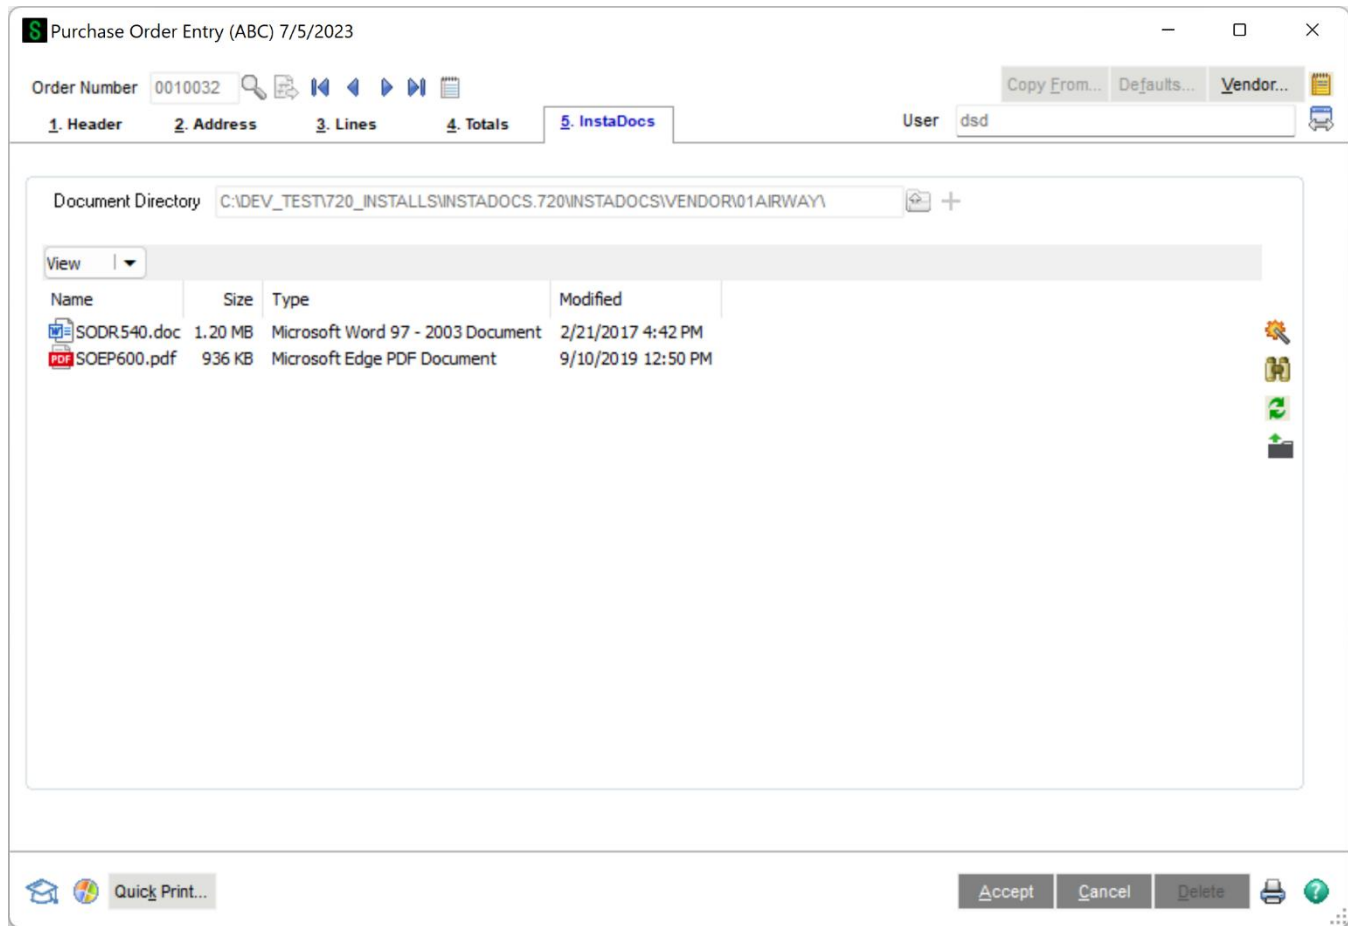 Purchase Order Entry (ABC) 7/5/2023
Order Number 0010032 Copy From... Defaults... Vendor...
1. Header 2. Address 3. Lines 4. Totals 5. InstaDocs User dsd
Document Directory C:\DEV_TEST\720_INSTALLS\INSTADOCS.720\INSTADOCS\VENDOR\01AIRWAY\
View
Name Size Type Modified
SODR540.doc 1.20 MB Microsoft Word 97 - 2003 Document 2/21/2017 4:42 PM
PDF SOEP600.pdf 936 KB Microsoft Edge PDF Document 9/10/2019 12:50 PM
Quick Print... Accept Cancel Delete